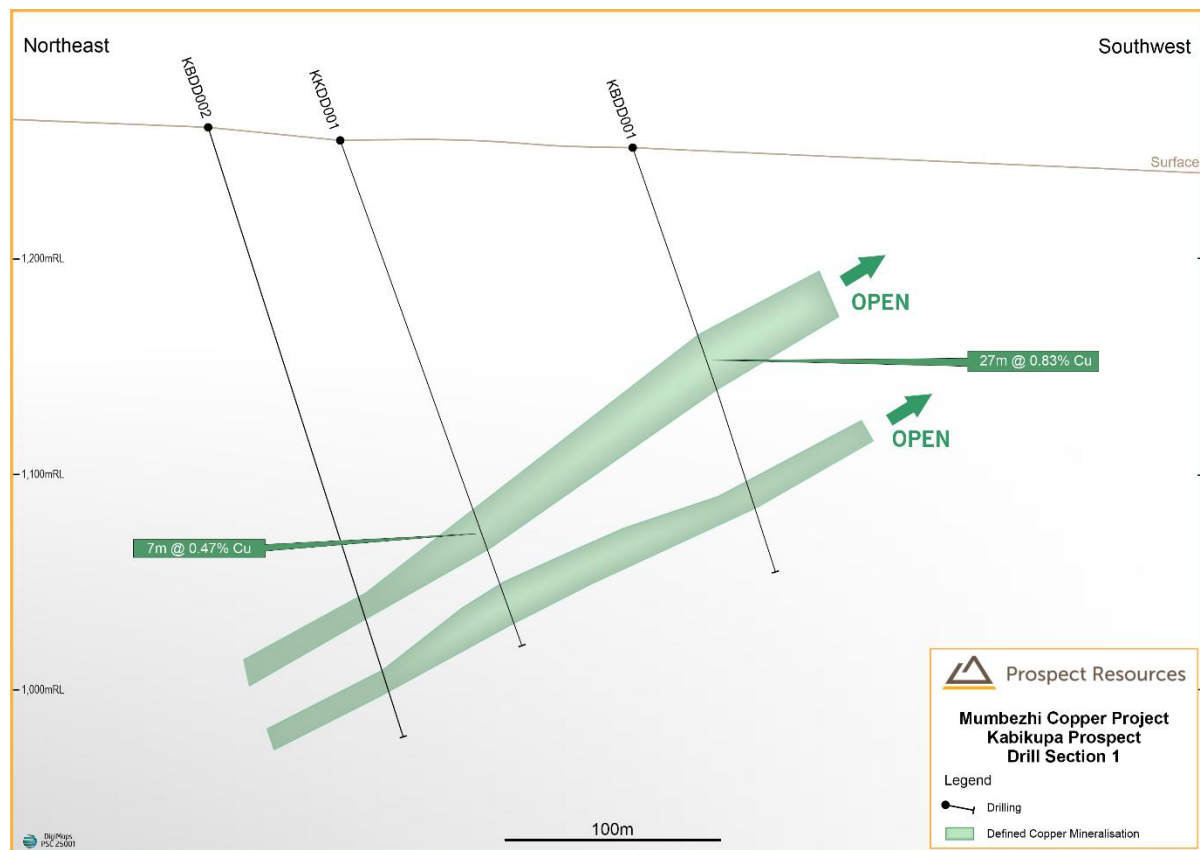 Northeast
Southwest
KBDD002
KKDD001
KBDD001
Surface
1,200mRL
OPEN
27m @ 0.83% Cu
OPEN
1,100mRL
7m @ 0.47% Cu
1,000mRL
Prospect Resources
Mumbezhi Copper Project
Kabikupa Prospect
Drill Section 1
Legend
Drilling
Defined Copper Mineralisation
100m
DigiMaps
PSC 25001